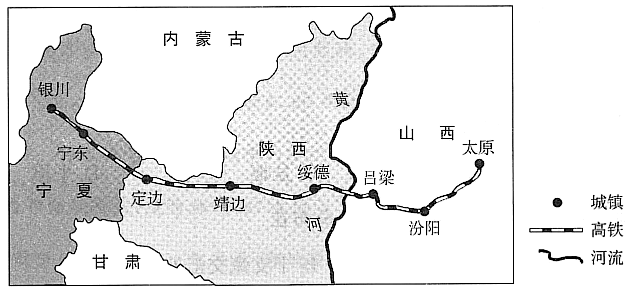 内蒙古
银川
黄
山西
宁东
陕西
太原
绥德
吕梁
宁夏
定边
靖边
汾阳
河
甘肃
城镇
高铁
河流